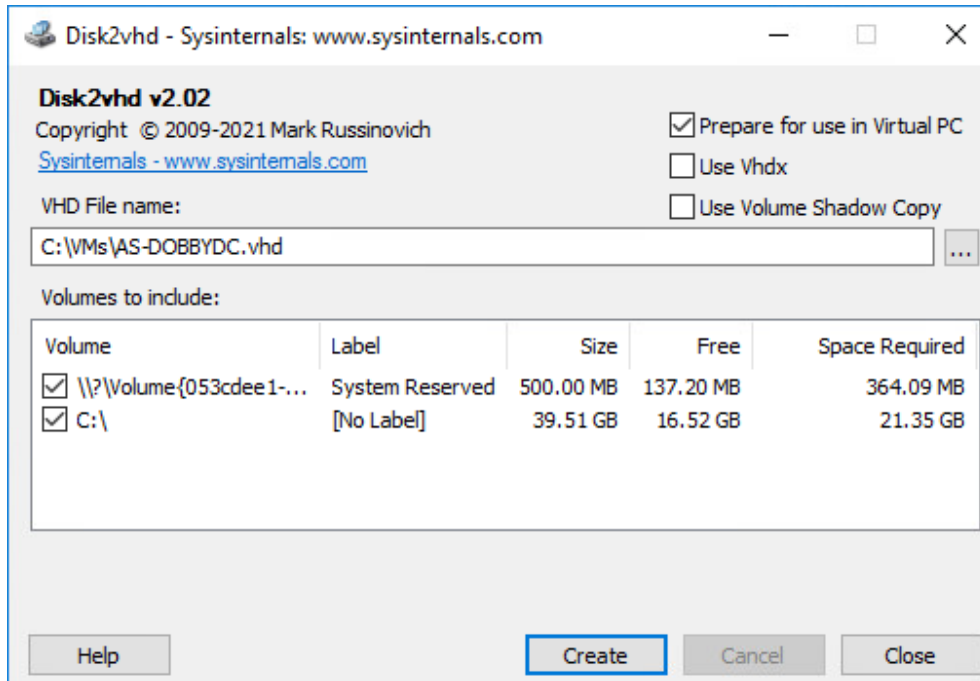 Disk2vhd - Sysinternals: www.sysinternals.com
Disk2vhd v2.02
Copyright © 2009-2021 Mark Russinovich
Sysinternals - www.sysinternals.com
Prepare for use in Virtual PC
Use Vhdx
Use Volume Shadow Copy
VHD File name:
C:\VMs\AS-DOBBYDC.vhd
...
Volumes to include:
Volume Label Size Free Space Required
\\?\Volume{053cdee1-... System Reserved 500.00 MB 137.20 MB 364.09 MB
C:\ [No Label] 39.51 GB 16.52 GB 21.35 GB
Help Create Cancel Close